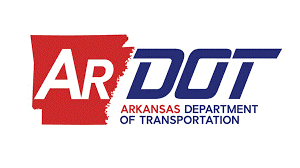 ARDOT
ARKANSAS DEPARTMENT
OF TRANSPORTATION